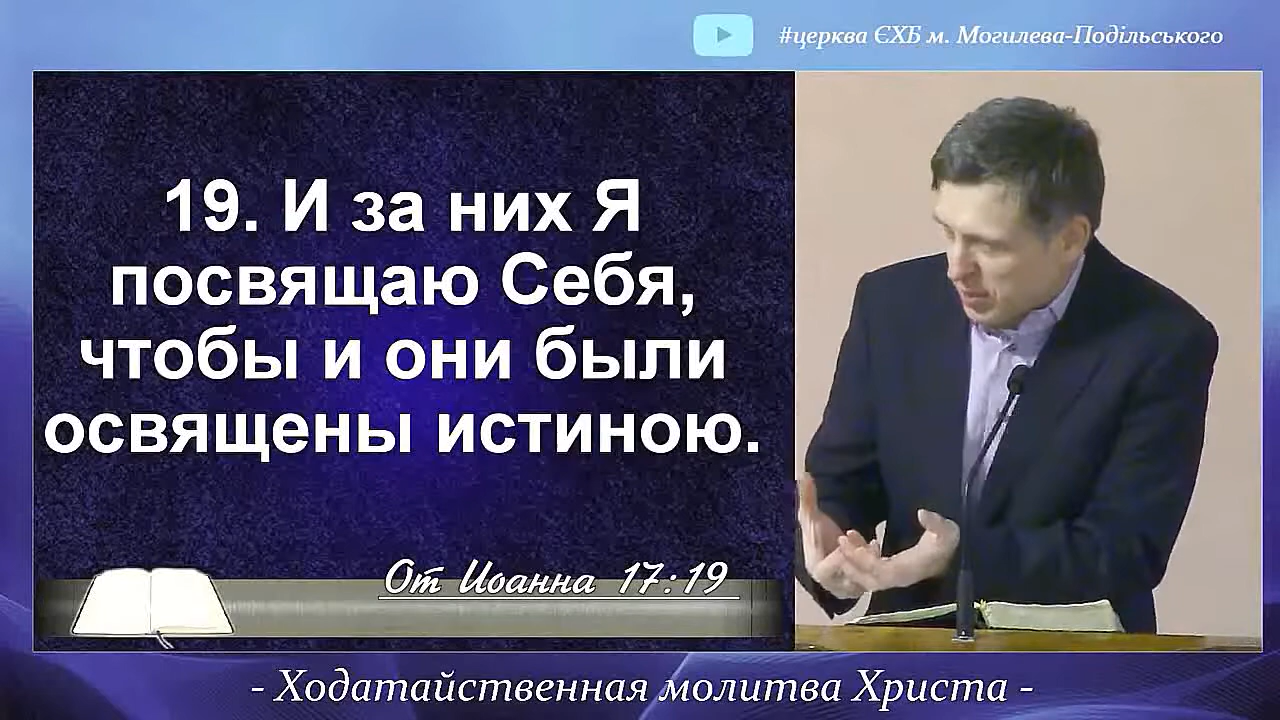 #церква ЄХБ м. Могилева-Подільського
19. И за них Я
посвящаю Себя,
чтобы и они были
освящены истиною.
От Иоанна 17:19
- Ходатайственная молитва Христа -